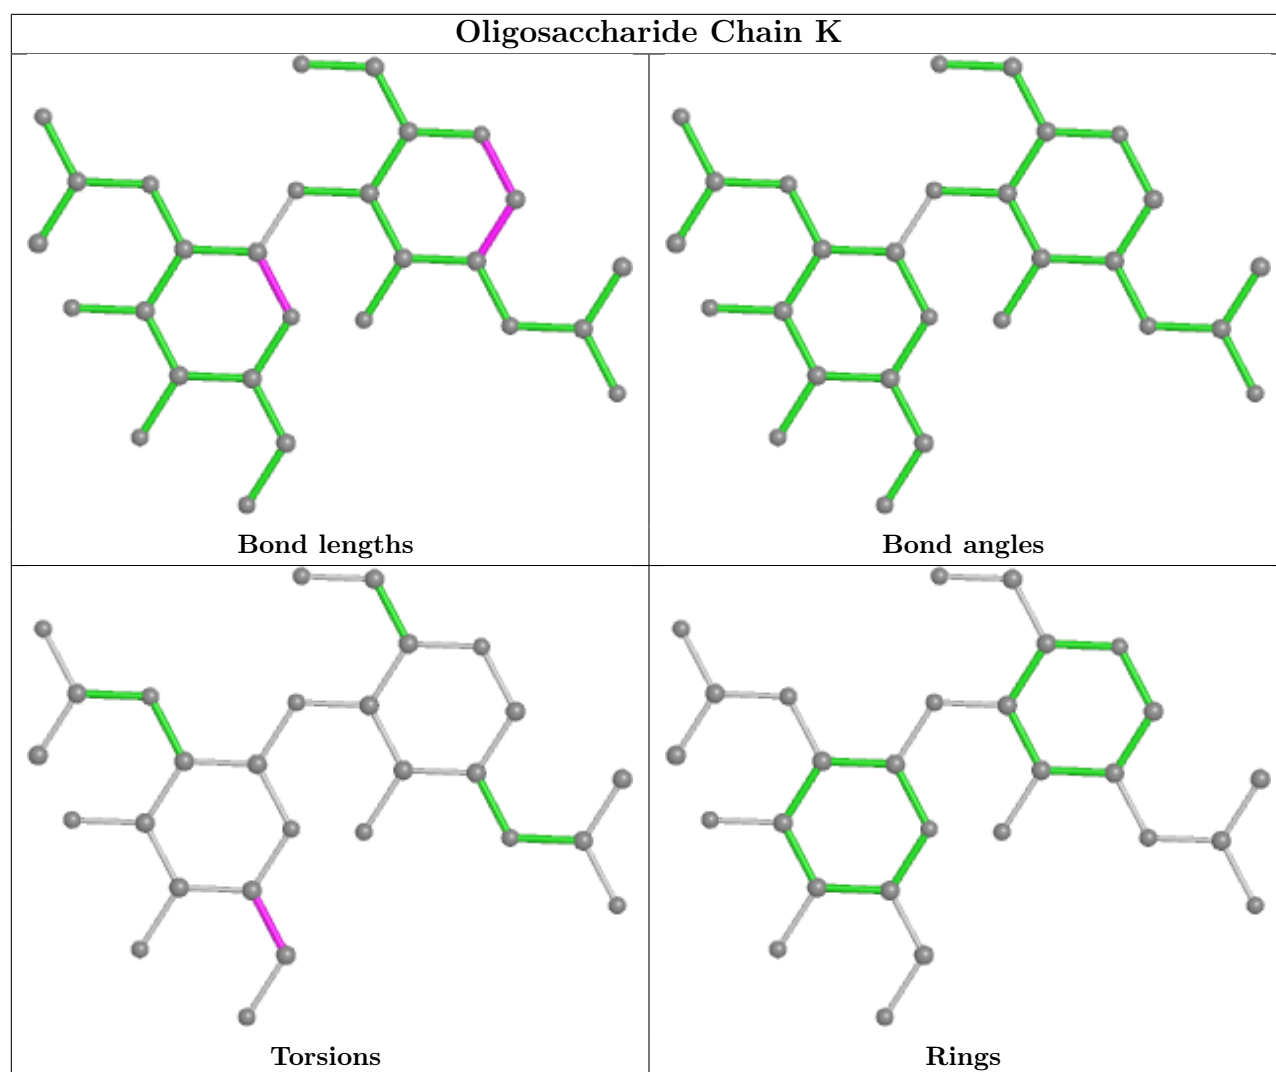 Oligosaccharide Chain K
Bond lengths
Bond angles
Torsions
Rings